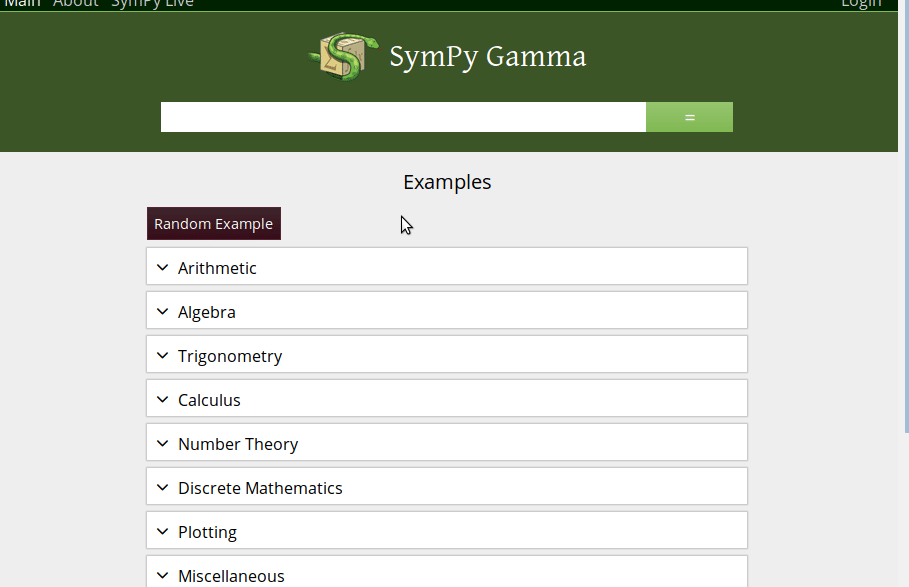 Main About SymPy Live Login
SymPy Gamma
=
Examples
Random Example
Arithmetic
Algebra
Trigonometry
Calculus
Number Theory
Discrete Mathematics
Plotting
Miscellaneous